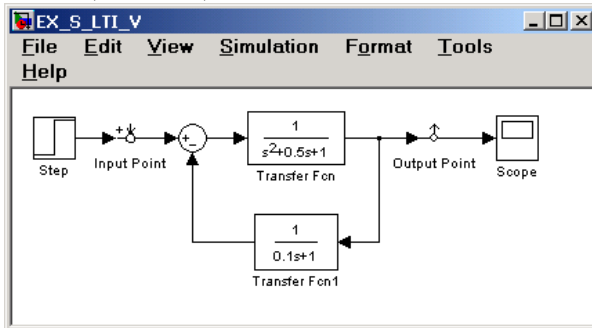 EX_S_LTI_V
File Edit View Simulation Format Tools
Help
Step
Input Point
1
s2+0.5s+1
Transfer Fcn
Output Point
Scope
1
0.1s+1
Transfer Fcn1